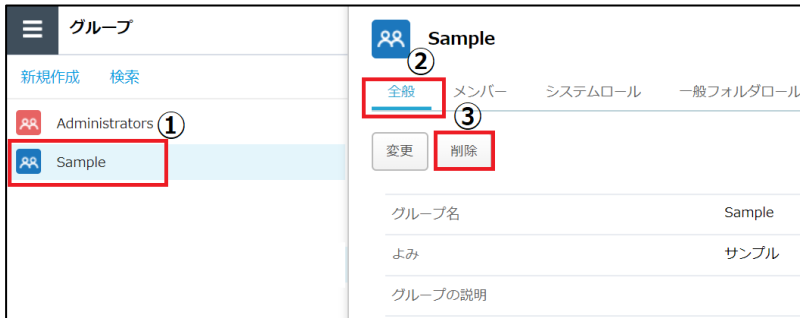 グループ
新規作成 検索
Administrators ①
Sample
Sample
②
全般 メンバー システムロール 一般フォルダロール
③
変更 削除
グループ名 Sample
よみ サンプル
グループの説明